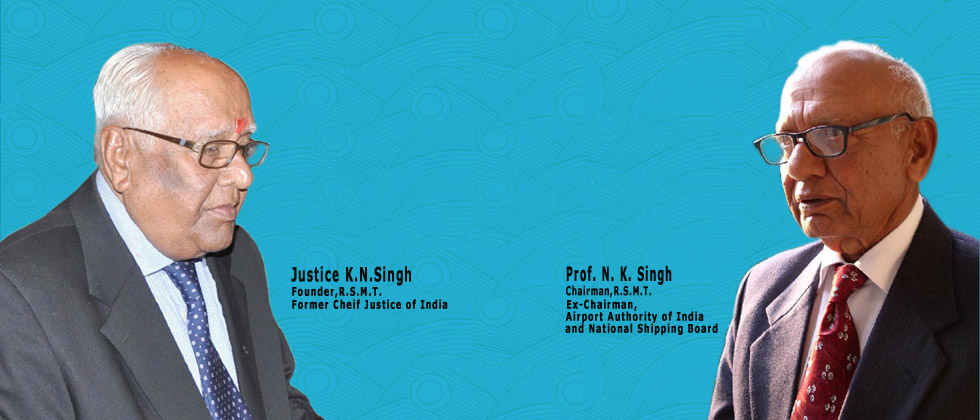 Justice K.N.Singh
Founder,R.S.M.T.
Former Cheif Justice of India
Prof. N. K. Singh
Chairman,R.S.M.T.
Ex-Chairman,
Airport Authority of India
and National Shipping Board